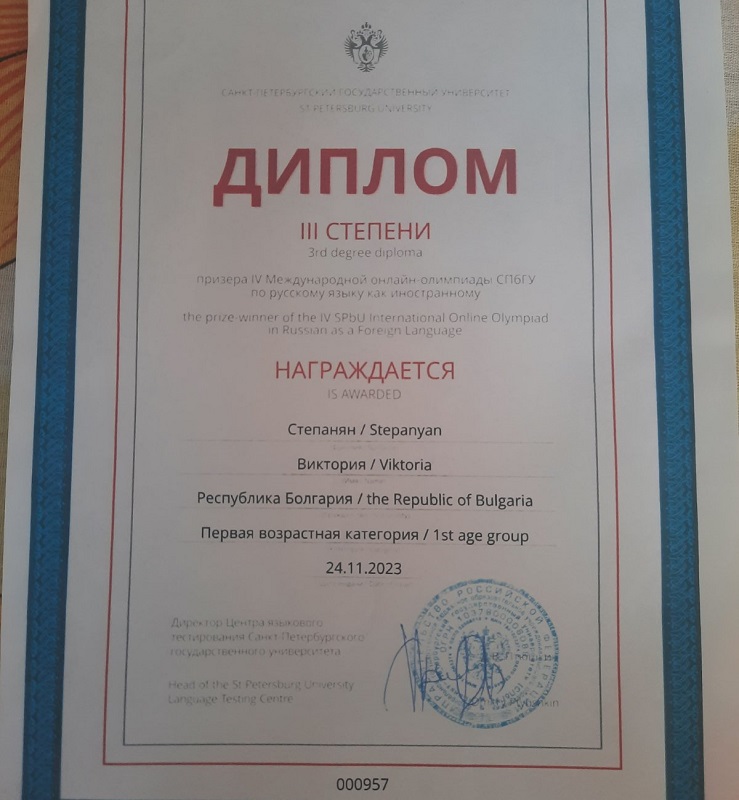 САНКТ-ПЕТЕРБУРГСКИЙ ГОСУДАРСТВЕННЫЙ УНИВЕРСИТЕТ
ST PETERSBURG UNIVERSITY
ДИПЛОМ
III СТЕПЕНИ
3rd degree diploma
призера IV Международной онлайн-олимпиады СПбГУ
по русскому языку как иностранному
the prize-winner of the IV SPbU International Online Olympiad
in Russian as a Foreign Language
НАГРАЖДАЕТСЯ
IS AWARDED
Степанян / Stepanyan
Виктория / Viktoria
Республика Болгария / the Republic of Bulgaria
Первая возрастная категория / 1st age group
24.11.2023
Директор Центра языкового
тестирования Санкт-Петербургского
государственного университета
Head of the St Petersburg University
Language Testing Centre
РОССИЙСКОЙ
000957